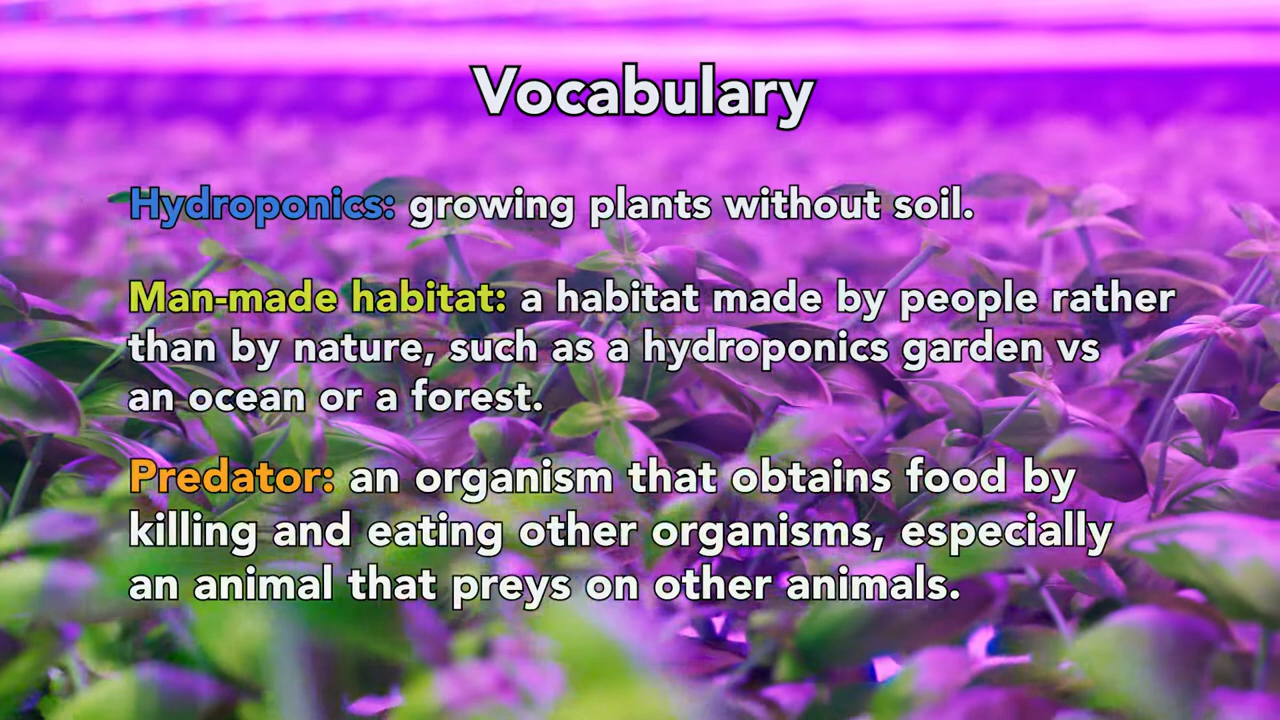 Vocabulary
Hydroponics: growing plants without soil.
Man-made habitat: a habitat made by people rather
than by nature, such as a hydroponics garden vs
an ocean or a forest.
Predator: an organism that obtains food by
killing and eating other organisms, especially
an animal that preys on other animals.